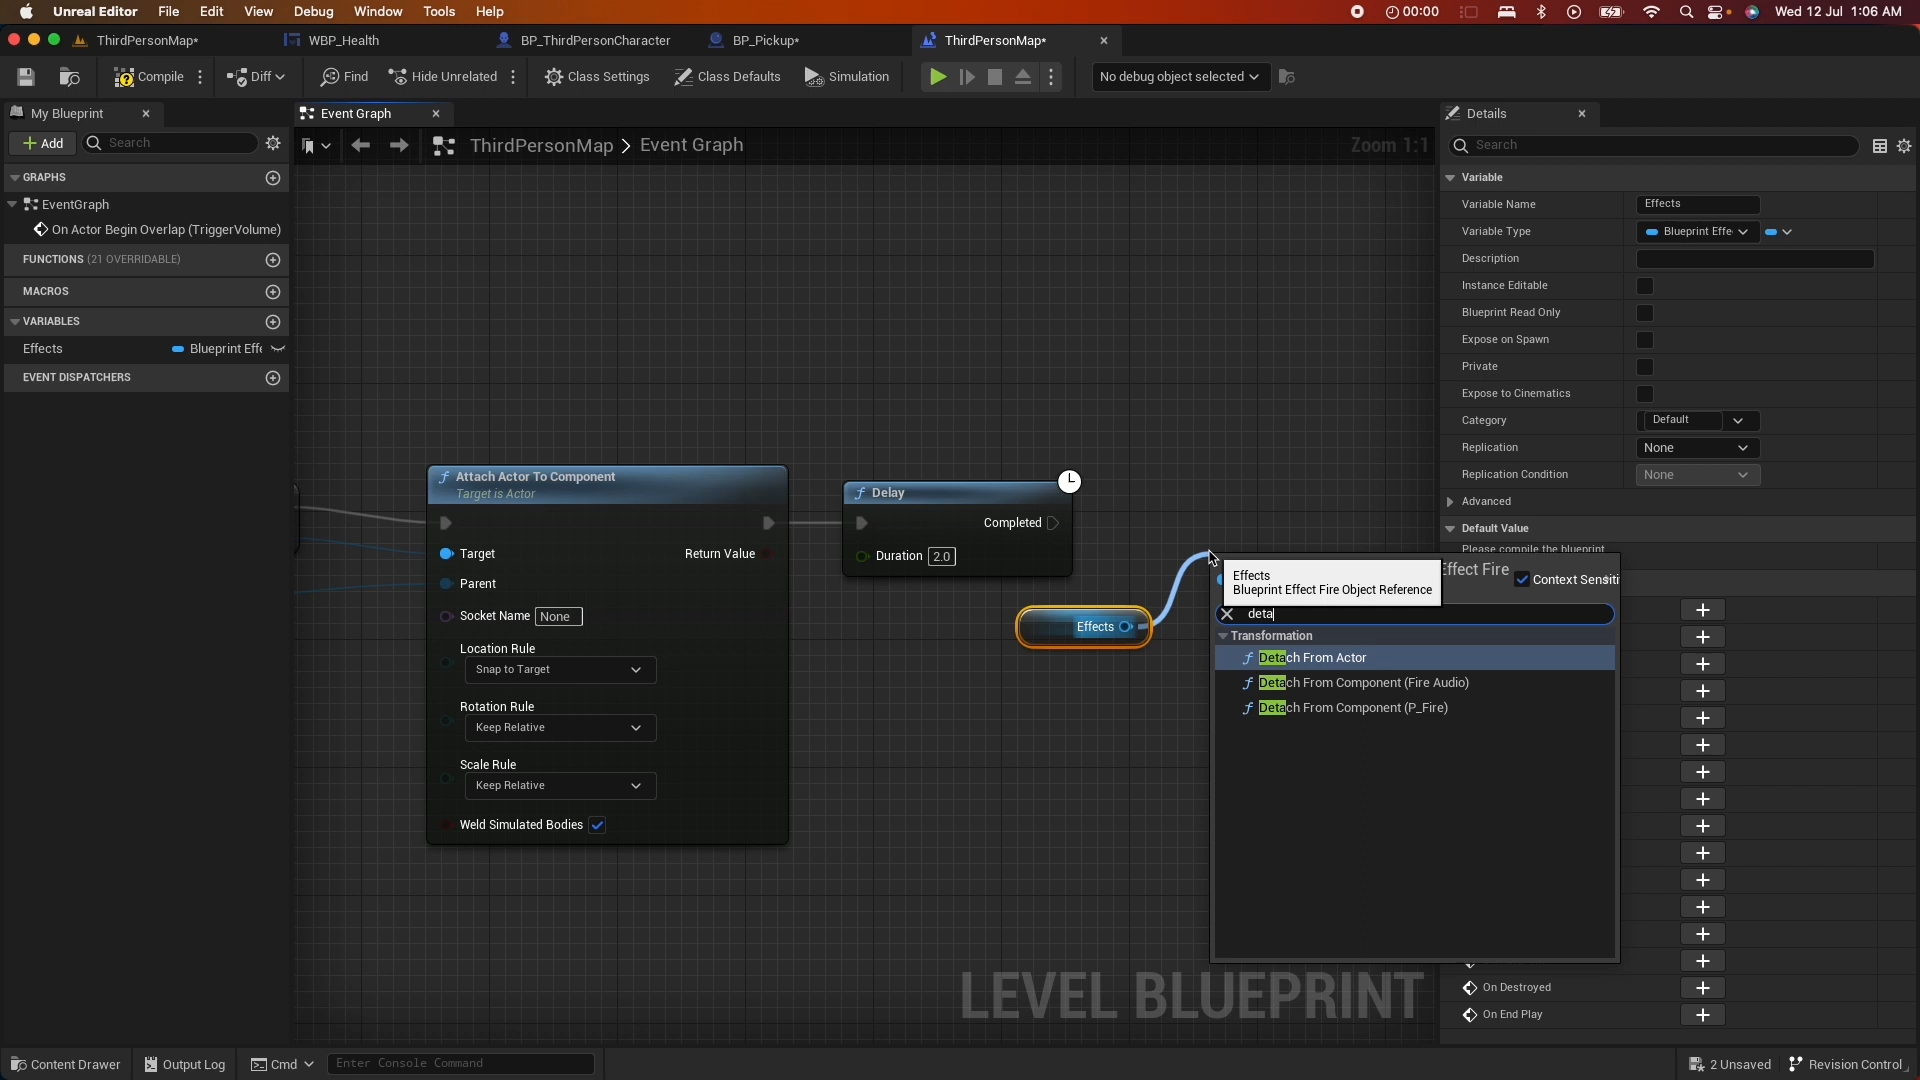 Unreal Editor File Edit View Debug Window Tools Help 00:00 Wed 12 Jul 1:06 AM
ThirdPersonMap* WBP_Health BP_ThirdPersonCharacter BP_Pickup* ThirdPersonMap*
Compile Diff Find Hide Unrelated Class Settings Class Defaults Simulation No debug object selected
My Blueprint Event Graph Details
Add Search ThirdPersonMap > Event Graph Zoom 1:1 Search
GRAPHS
EventGraph
On Actor Begin Overlap (TriggerVolume)
FUNCTIONS (21 OVERRIDABLE)
MACROS
VARIABLES
Effects Blueprint Effe
EVENT DISPATCHERS
Attach Actor To Component
Target is Actor
Target Return Value
Parent
Socket Name None
Location Rule
Snap to Target
Rotation Rule
Keep Relative
Scale Rule
Keep Relative
Weld Simulated Bodies
Delay
Completed
Duration 2.0
Effects
Effects
Blueprint Effect Fire Object Reference
Effect Fire Context Sensiti
deta
Transformation
Detach From Actor
Detach From Component (Fire Audio)
Detach From Component (P_Fire)
LEVEL BLUEPRINT
Variable
Variable Name Effects
Variable Type Blueprint Effe
Description
Instance Editable
Blueprint Read Only
Expose on Spawn
Private
Expose to Cinematics
Category Default
Replication None
Replication Condition None
Advanced
Default Value
Please compile the blueprint
On Destroyed
On End Play
Content Drawer Output Log Cmd Enter Console Command 2 Unsaved Revision Control